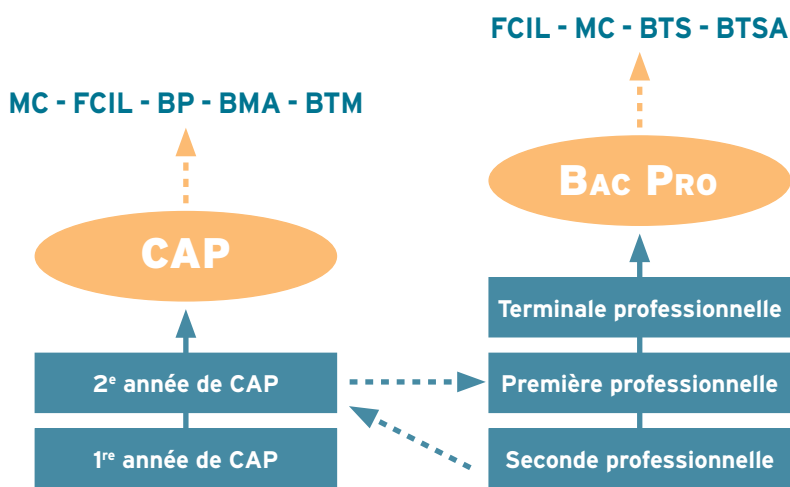 FCIL - MC - BTS - BTSA
MC - FCIL - BP - BMA - BTM
BAC PRO
CAP
Terminale professionnelle
2e année de CAP
Première professionnelle
1re année de CAP
Seconde professionnelle